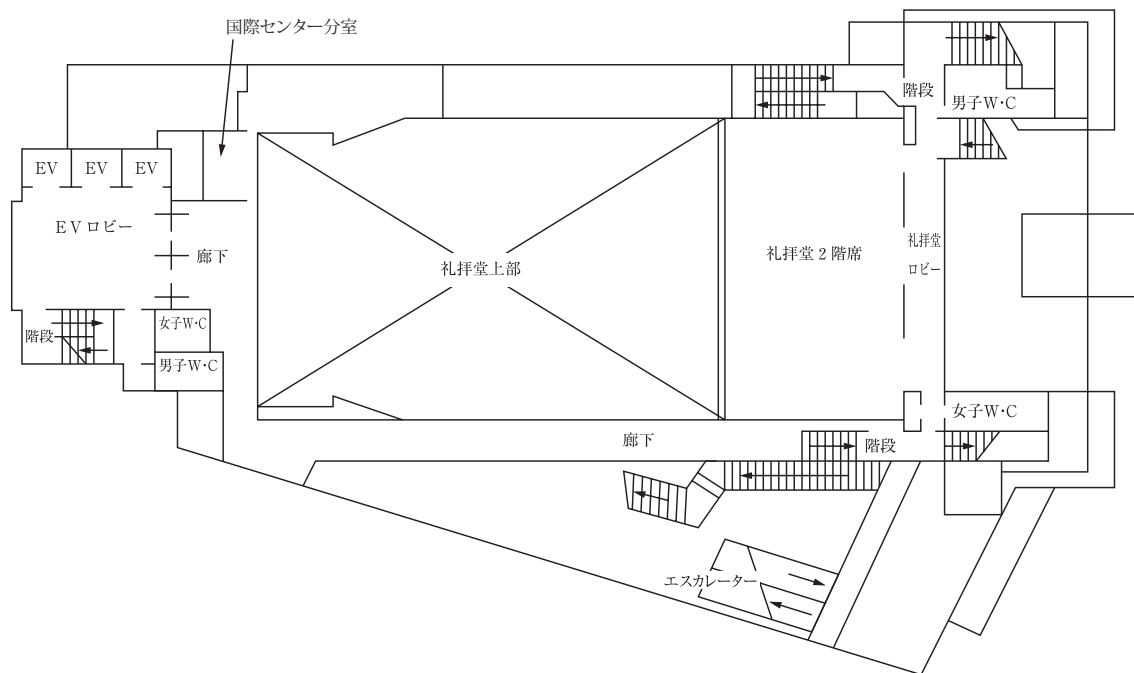 国際センター分室
階段
男子W・C
EV
EV
EV
EVロビー
廊下
礼拝堂上部
礼拝堂2階席
礼拝堂
ロビー
女子W・C
階段
男子W・C
女子W・C
廊下
階段
エスカレーター